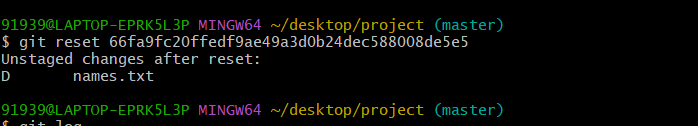 91939@LAPTOP-EPRK5L3P MINGW64 ~/desktop/project (master)
$ git reset 66fa9fc20ffedf9ae49a3d0b24dec588008de5e5
Unstaged changes after reset:
D       names.txt
91939@LAPTOP-EPRK5L3P MINGW64 ~/desktop/project (master)
$ git log